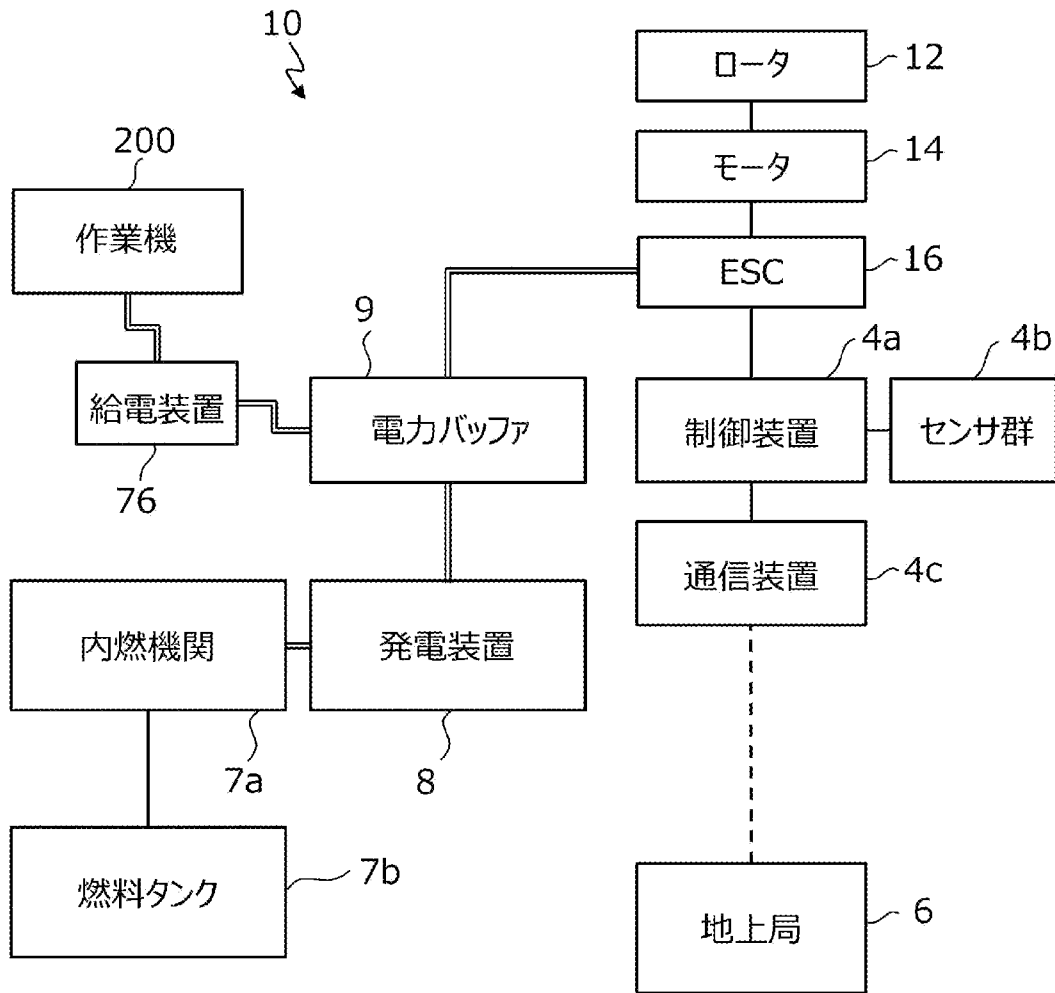 10
ロータ
12
モータ
14
200
作業機
ESC
16
9
4a
4b
給電装置
電力バッファ
制御装置
センサ群
76
通信装置
4c
内燃機関
発電装置
7a
8
燃料タンク
7b
地上局
6